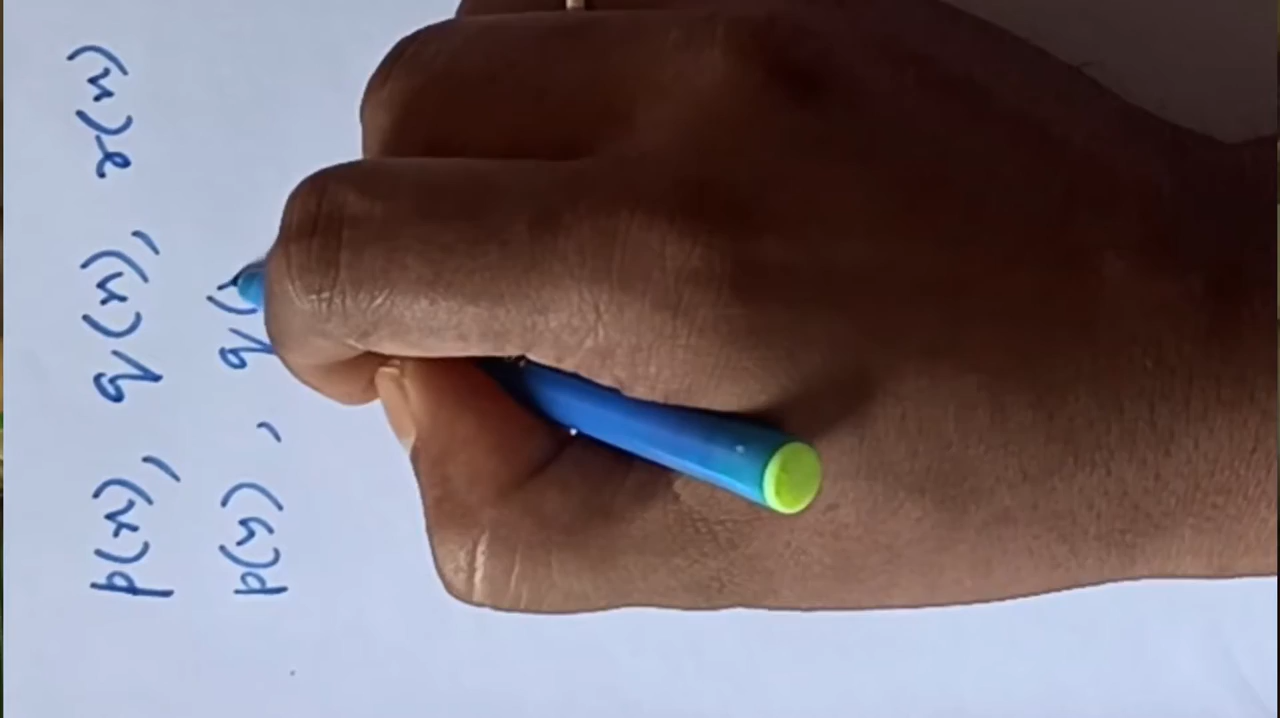 p(x), q(x), r(x)
p(y), q(